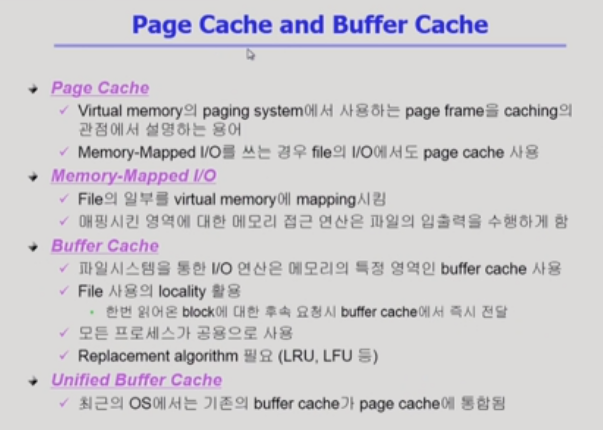 Page Cache and Buffer Cache
Page Cache
Virtual memory의 paging system에서 사용하는 page frame을 caching의
관점에서 설명하는 용어
Memory-Mapped I/O를 쓰는 경우 file의 I/O에서도 page cache 사용
Memory-Mapped I/O
File의 일부를 virtual memory에 mapping시킴
매핑시킨 영역에 대한 메모리 접근 연산은 파일의 입출력을 수행하게 함
Buffer Cache
파일시스템을 통한 I/O 연산은 메모리의 특정 영역인 buffer cache 사용
File 사용의 locality 활용
한번 읽어온 block에 대한 후속 요청시 buffer cache에서 즉시 전달
모든 프로세스가 공용으로 사용
Replacement algorithm 필요 (LRU, LFU 등)
Unified Buffer Cache
최근의 OS에서는 기존의 buffer cache가 page cache에 통합됨